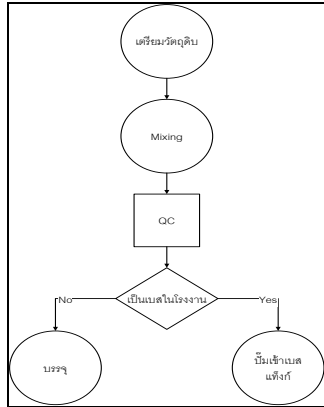 เตรียมวัตถุดิบ
Mixing
QC
เป็นเบสในโรงงาน
No
Yes
บรรจุ
ปั๊มเข้าเบส
แท็งก์